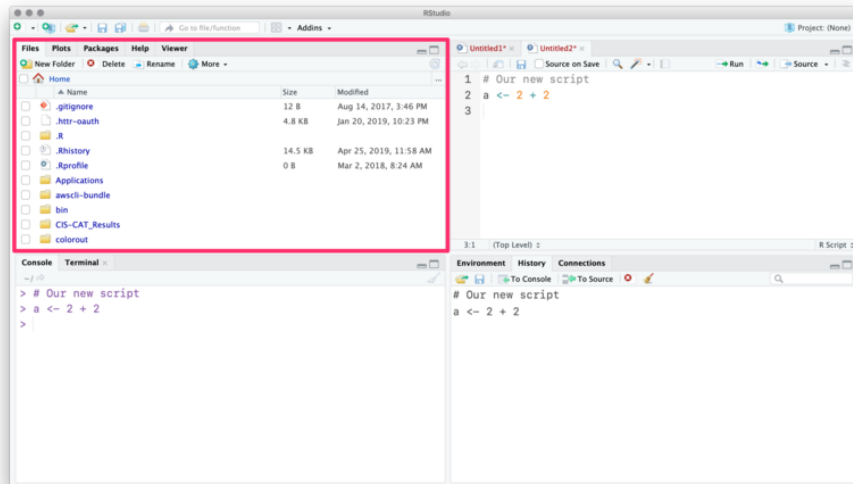 RStudio
Go to file/function Addins Project: (None)
Files Plots Packages Help Viewer
New Folder Delete Rename More
Home ...
Name Size Modified
.gitignore 12 B Aug 14, 2017, 3:46 PM
.httr-oauth 4.8 KB Jan 20, 2019, 10:23 PM
.R
.Rhistory 14.5 KB Apr 25, 2019, 11:58 AM
.Rprofile 0 B Mar 2, 2018, 8:24 AM
Applications
awscli-bundle
bin
CIS-CAT_Results
colorout
Untitled1* Untitled2*
Source on Save Run Source
1 # Our new script
2 a <- 2 + 2
3
3:1 (Top Level) R Script
Console Terminal
~/
> # Our new script
> a <- 2 + 2
>
Environment History Connections
To Console To Source
# Our new script
a <- 2 + 2